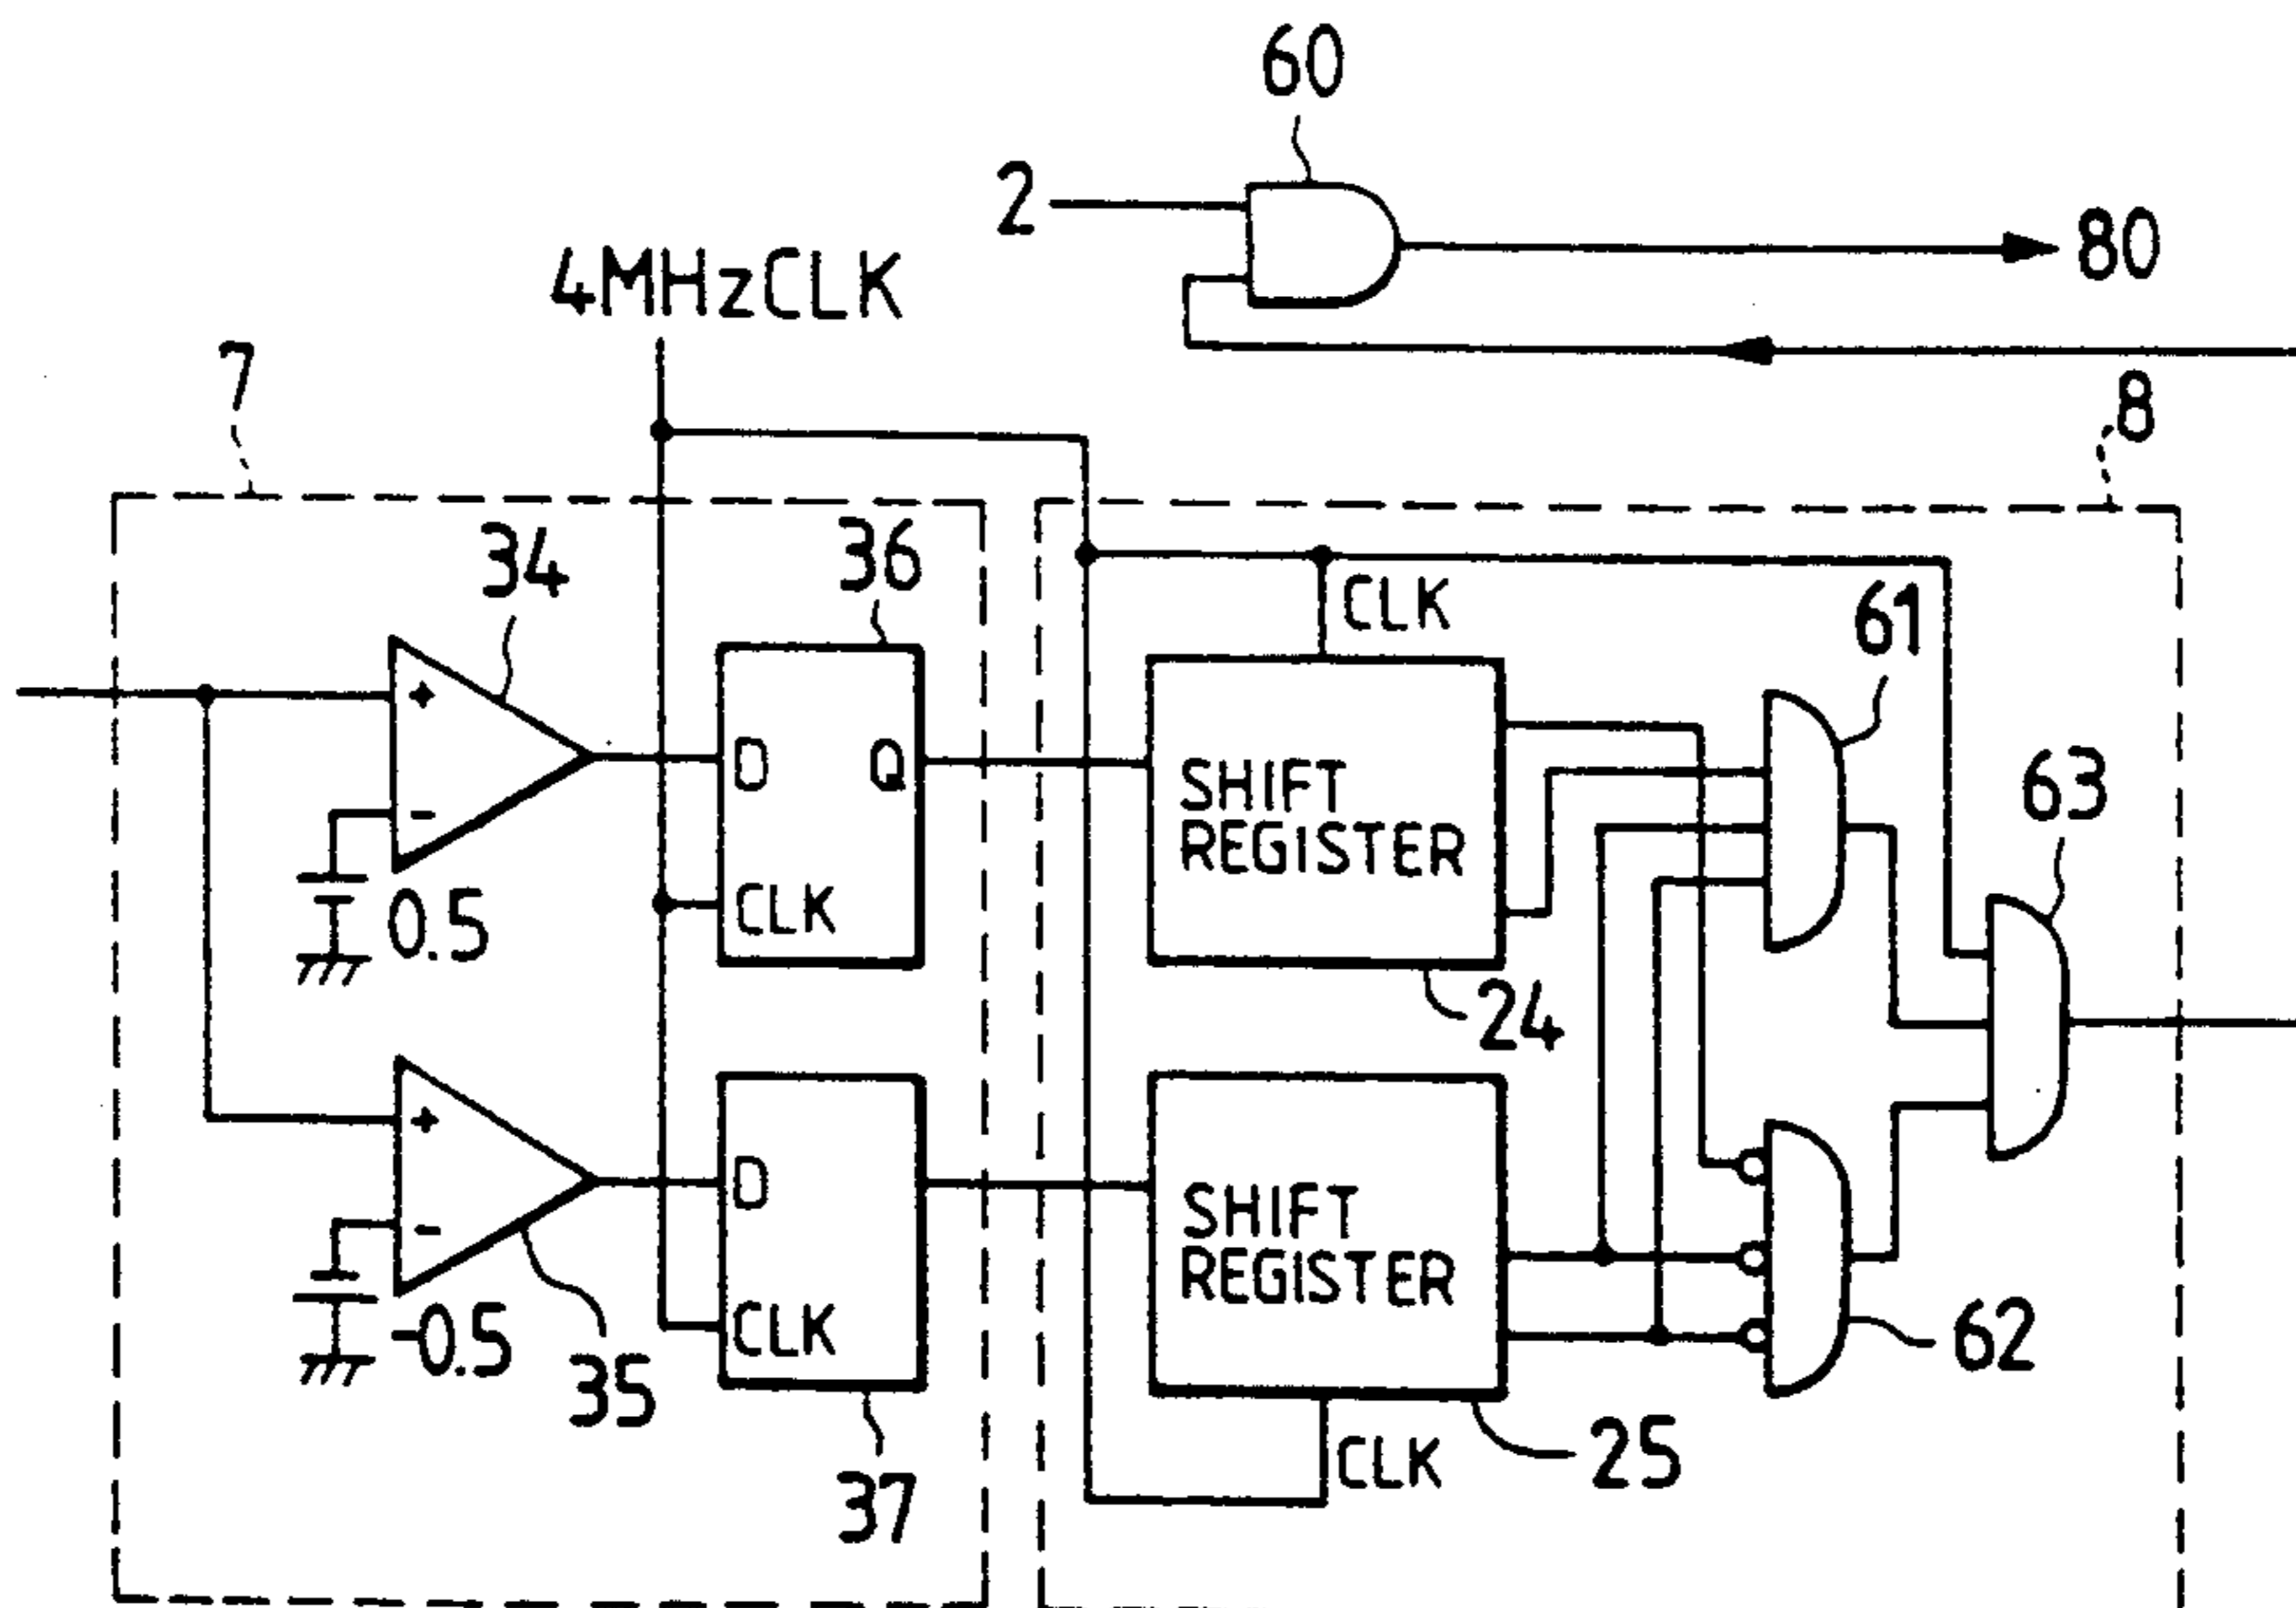 60
2
80
4MHzCLK
7
8
34
36
CLK
61
+
D
Q
SHIFT
REGISTER
63
-
0.5
CLK
24
+
D
SHIFT
REGISTER
-
-0.5
CLK
62
35
37
CLK
25